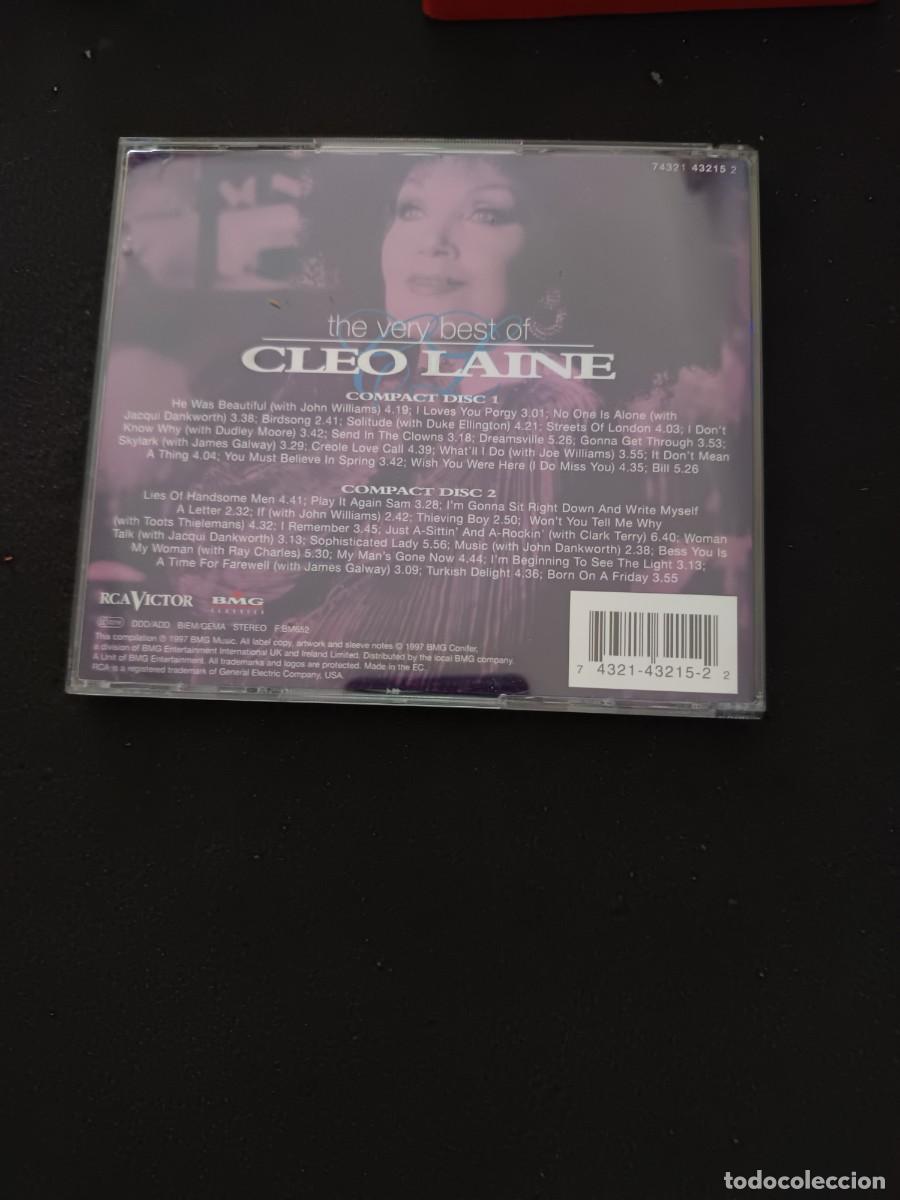 74321 43215 2
the very best of
CLEO LAINE
COMPACT DISC 1
He Was Beautiful (with John Williams) 4.19; I Loves You Porgy 3.01; No One Is Alone (with
Jacqui Dankworth) 3.38; Birdsong 2.41; Solitude (with Duke Ellington) 4.21; Streets Of London 4.03; I Don't
Know Why (with Dudley Moore) 3.42; Send In The Clowns 3.18; Dreamsville 5.26; Gonna Get Through 3.53;
Skylark (with James Galway) 3.29; Creole Love Call 4.39; What'll I Do (with Joe Williams) 3.55; It Don't Mean
A Thing 4.04; You Must Believe In Spring 3.42; Wish You Were Here (I Do Miss You) 4.35; Bill 5.26
COMPACT DISC 2
Lies Of Handsome Men 4.41; Play It Again Sam 3.28; I'm Gonna Sit Right Down And Write Myself
A Letter 2.32; If (with John Williams) 2.42; Thieving Boy 2.50; Won't You Tell Me Why
(with Toots Thielemans) 4.32; I Remember 3.45; Just A-Sittin' And A-Rockin' (with Clark Terry) 6.40; Woman
Talk (with Jacqui Dankworth) 3.13; Sophisticated Lady 5.56; Music (with John Dankworth) 2.38; Bess You Is
My Woman (with Ray Charles) 5.30; My Man's Gone Now 4.44; I'm Beginning To See The Light 3.13;
A Time For Farewell (with James Galway) 3.09; Turkish Delight 4.36; Born On A Friday 3.55
RCA VICTOR BMG CLASSICS
DDD/ADD BIEM/GEMA STEREO F:BM652
This compilation ℗ 1997 BMG Music. All label copy, artwork and sleeve notes © 1997 BMG Conifer,
a division of BMG Entertainment International UK and Ireland Limited. Distributed by the local BMG company.
A Unit of BMG Entertainment. All trademarks and logos are protected. Made in the EC.
RCA is a registered trademark of General Electric Company, USA.
7 4321-43215-2 2
todocoleccion